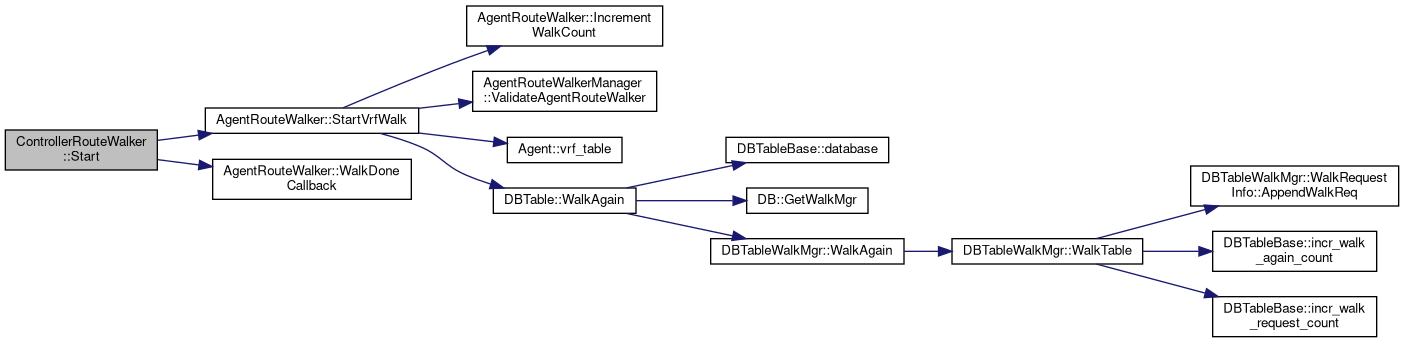 ControllerRouteWalker
::Start
AgentRouteWalker::StartVrfWalk
AgentRouteWalker::WalkDone
Callback
AgentRouteWalker::Increment
WalkCount
AgentRouteWalkerManager
::ValidateAgentRouteWalker
Agent::vrf_table
DBTable::WalkAgain
DBTableBase::database
DB::GetWalkMgr
DBTableWalkMgr::WalkAgain
DBTableWalkMgr::WalkTable
DBTableWalkMgr::WalkRequest
Info::AppendWalkReq
DBTableBase::incr_walk
_again_count
DBTableBase::incr_walk
_request_count